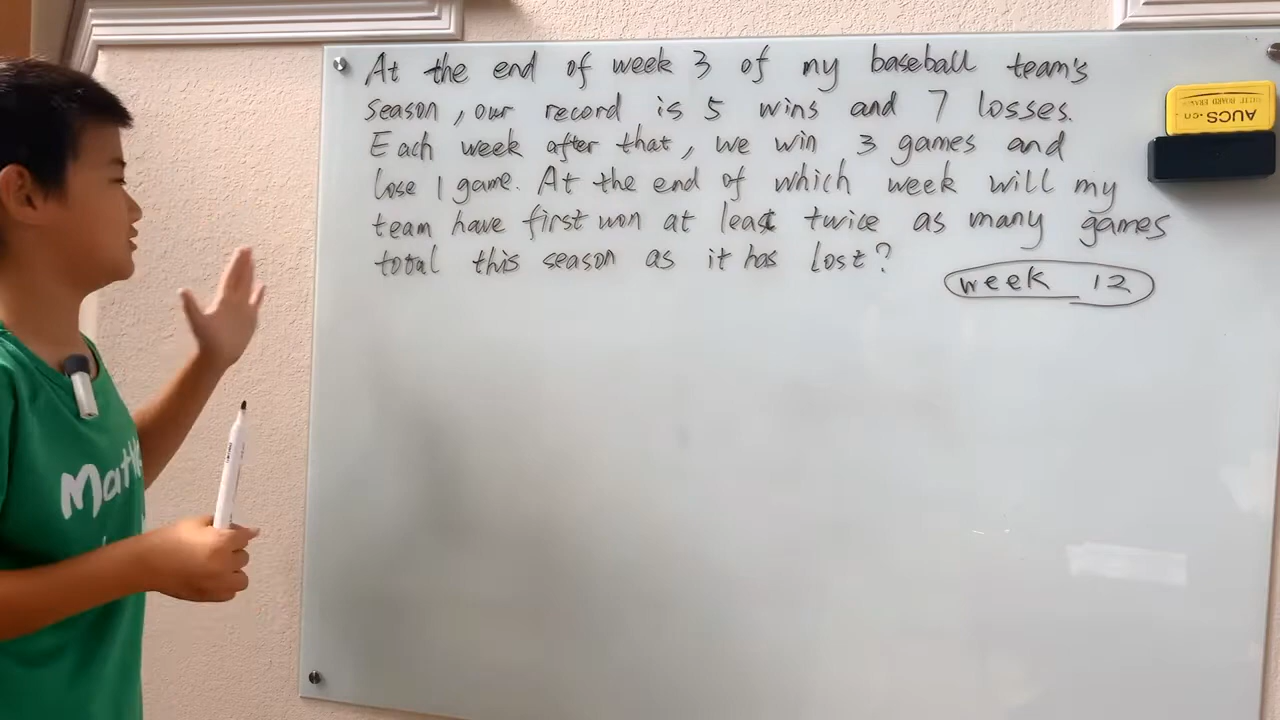 At the end of week 3 of my baseball team's
season, our record is 5 wins and 7 losses.
Each week after that, we win 3 games and
lose 1 game. At the end of which week will my
team have first won at least twice as many games
total this season as it has lost?
week 12
AUCS.cn
Math